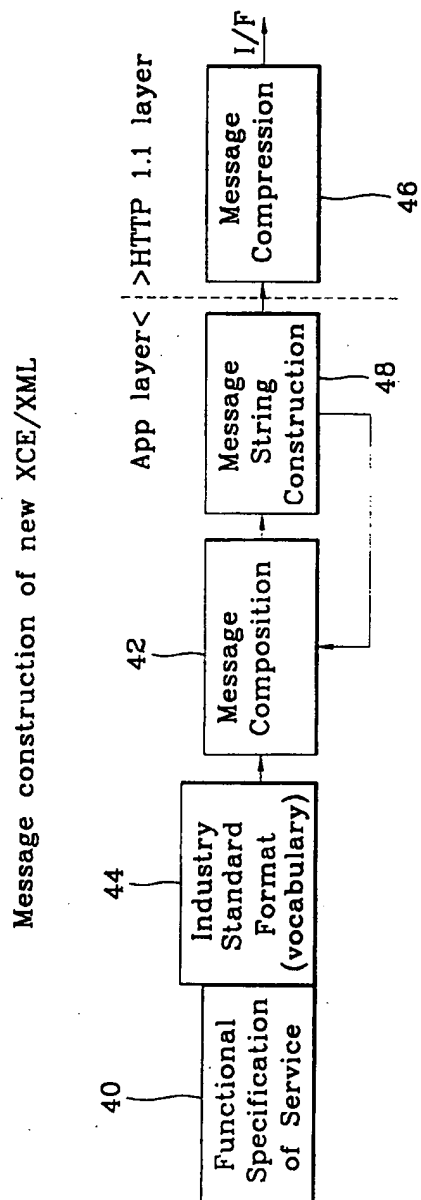 Message construction of new XCE/XML
App layer< >HTTP 1.1 layer
40
Functional
Specification
of Service
44
Industry
Standard
Format
(vocabulary)
42
Message
Composition
Message
String
Construction
48
Message
Compression
46
I/F